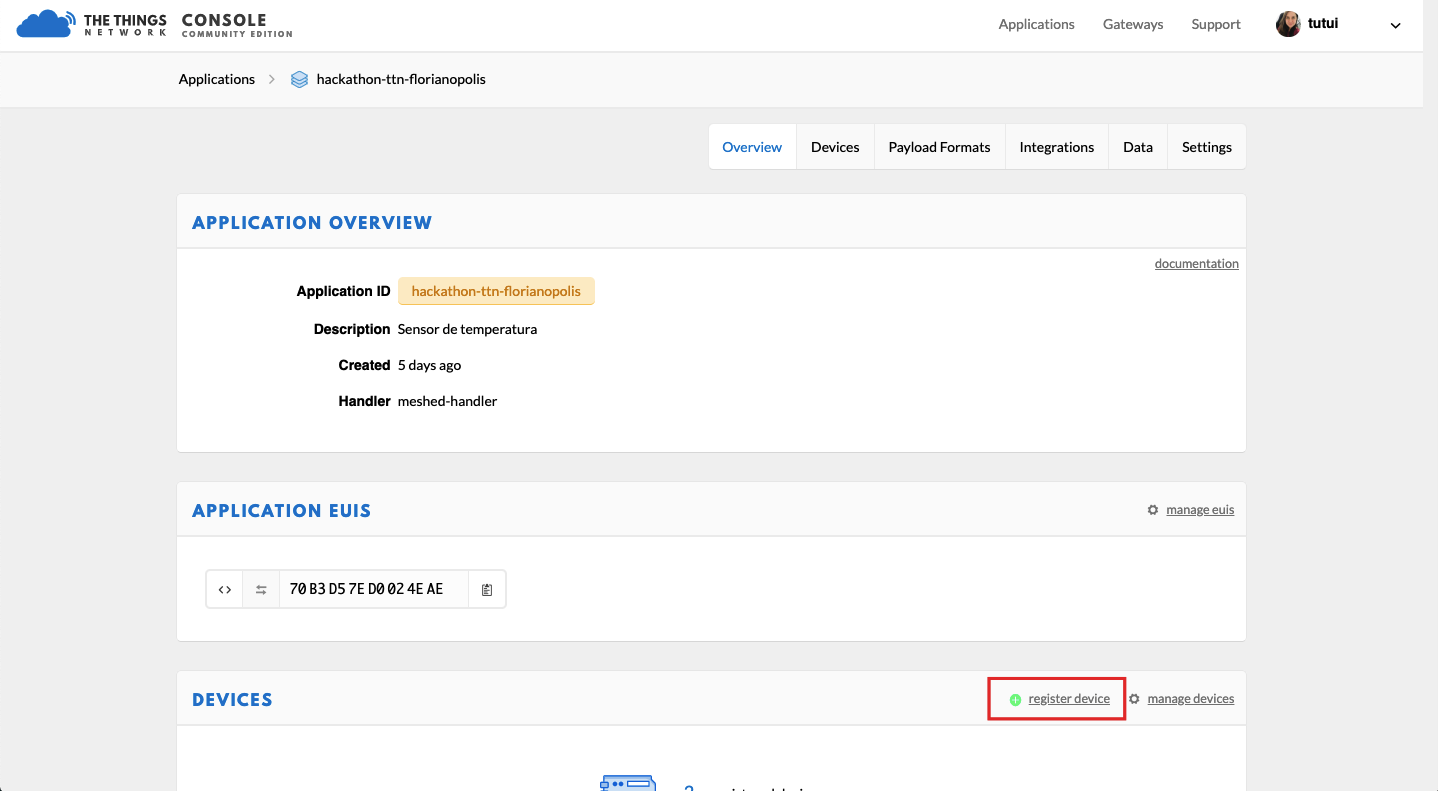 THE THINGS NETWORK CONSOLE COMMUNITY EDITION
Applications Gateways Support tutui
Applications hackathon-ttn-florianopolis
Overview Devices Payload Formats Integrations Data Settings
APPLICATION OVERVIEW
documentation
Application ID hackathon-ttn-florianopolis
Description Sensor de temperatura
Created 5 days ago
Handler meshed-handler
APPLICATION EUIS manage euis
<> 70 B3 D5 7E D0 02 4E AE
DEVICES register device manage devices